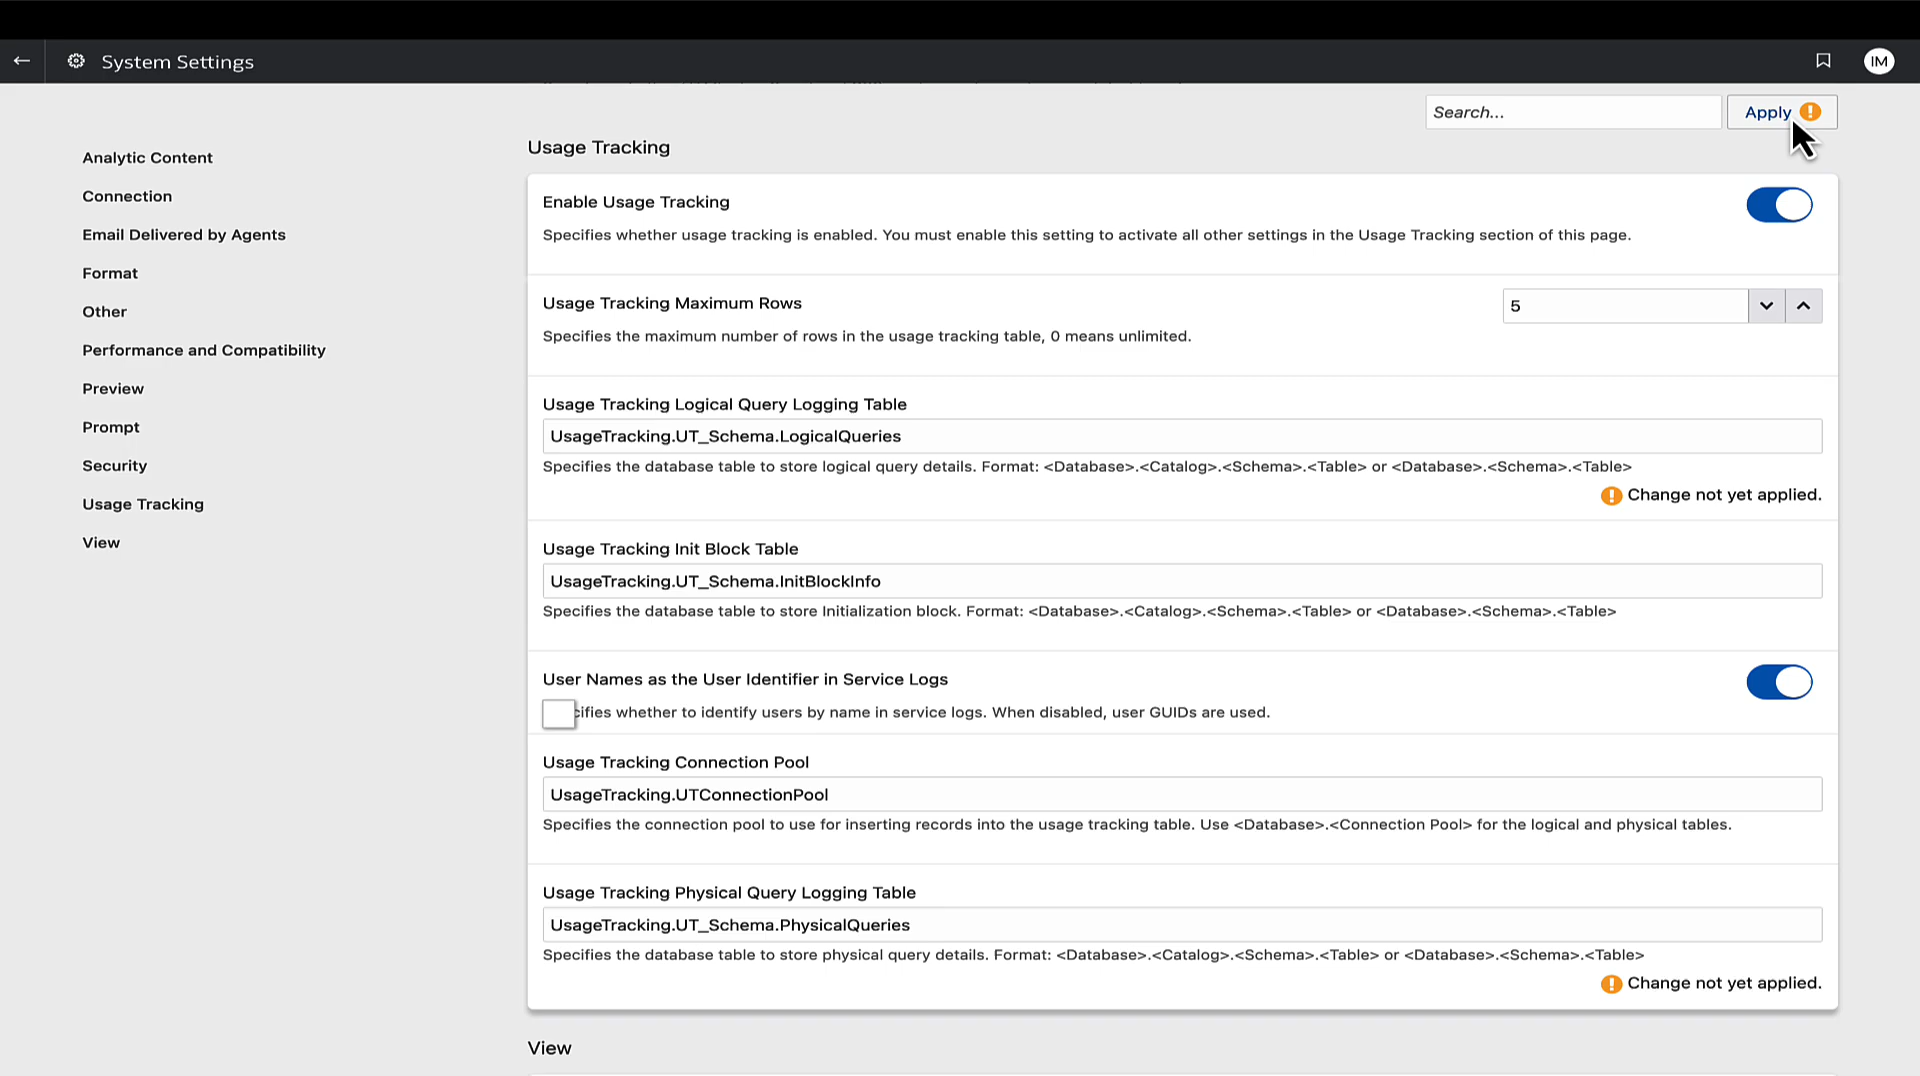 System Settings
IM
Search...
Apply
Usage Tracking
Analytic Content
Connection
Email Delivered by Agents
Format
Other
Performance and Compatibility
Preview
Prompt
Security
Usage Tracking
View
Enable Usage Tracking
Specifies whether usage tracking is enabled. You must enable this setting to activate all other settings in the Usage Tracking section of this page.
Usage Tracking Maximum Rows
5
Specifies the maximum number of rows in the usage tracking table, 0 means unlimited.
Usage Tracking Logical Query Logging Table
UsageTracking.UT_Schema.LogicalQueries
Specifies the database table to store logical query details. Format: <Database>.<Catalog>.<Schema>.<Table> or <Database>.<Schema>.<Table>
Change not yet applied.
Usage Tracking Init Block Table
UsageTracking.UT_Schema.InitBlockInfo
Specifies the database table to store Initialization block. Format: <Database>.<Catalog>.<Schema>.<Table> or <Database>.<Schema>.<Table>
User Names as the User Identifier in Service Logs
cifies whether to identify users by name in service logs. When disabled, user GUIDs are used.
Usage Tracking Connection Pool
UsageTracking.UTConnectionPool
Specifies the connection pool to use for inserting records into the usage tracking table. Use <Database>.<Connection Pool> for the logical and physical tables.
Usage Tracking Physical Query Logging Table
UsageTracking.UT_Schema.PhysicalQueries
Specifies the database table to store physical query details. Format: <Database>.<Catalog>.<Schema>.<Table> or <Database>.<Schema>.<Table>
Change not yet applied.
View